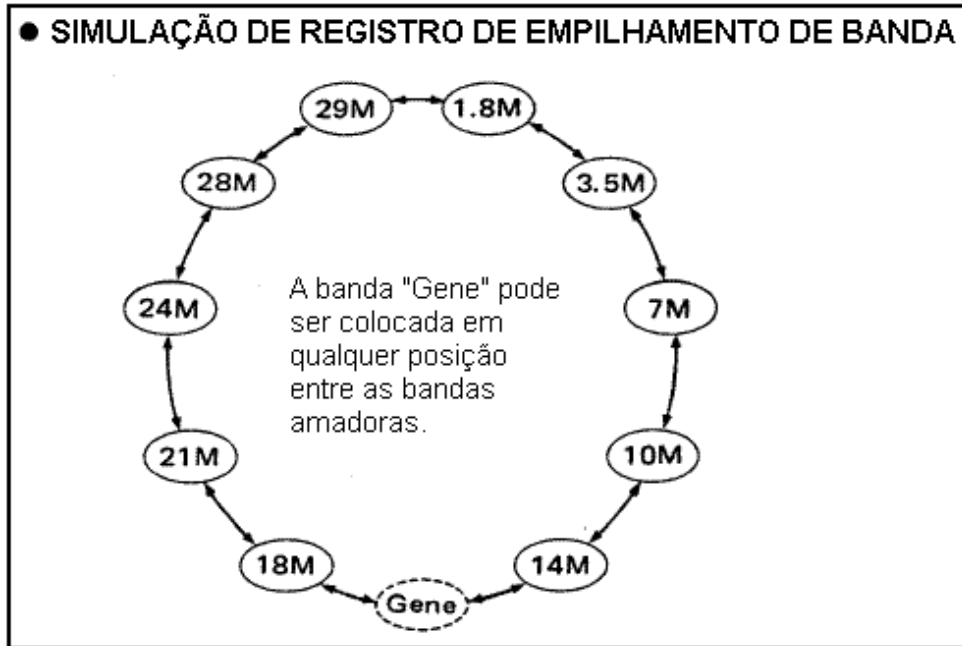 ● SIMULAÇÃO DE REGISTRO DE EMPILHAMENTO DE BANDA
29M
1.8M
28M
3.5M
A banda "Gene" pode
ser colocada em
qualquer posição
entre as bandas
amadoras.
24M
7M
21M
10M
18M
14M
Gene